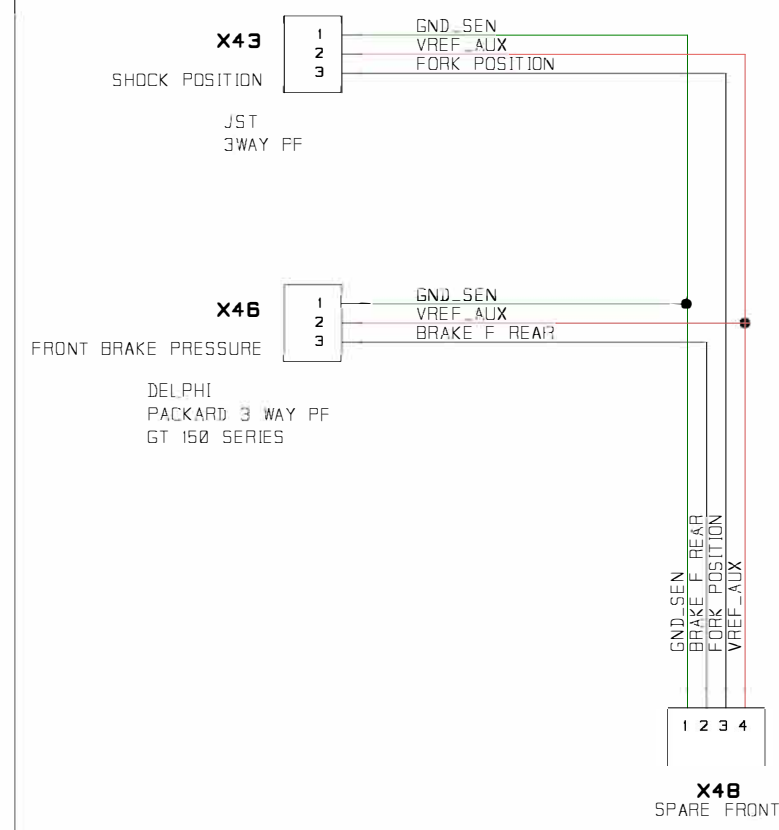 X43
SHOCK POSITION
JST
3WAY PF
1
2
3
GND_SEN
VREF_AUX
FORK POSITION
X46
FRONT BRAKE PRESSURE
DELPHI
PACKARD 3 WAY PF
GT 150 SERIES
1
2
3
GND_SEN
VREF_AUX
BRAKE F REAR
GND_SEN
BRAKE F REAR
FORK POSITION
VREF_AUX
1 2 3 4
X48
SPARE FRONT